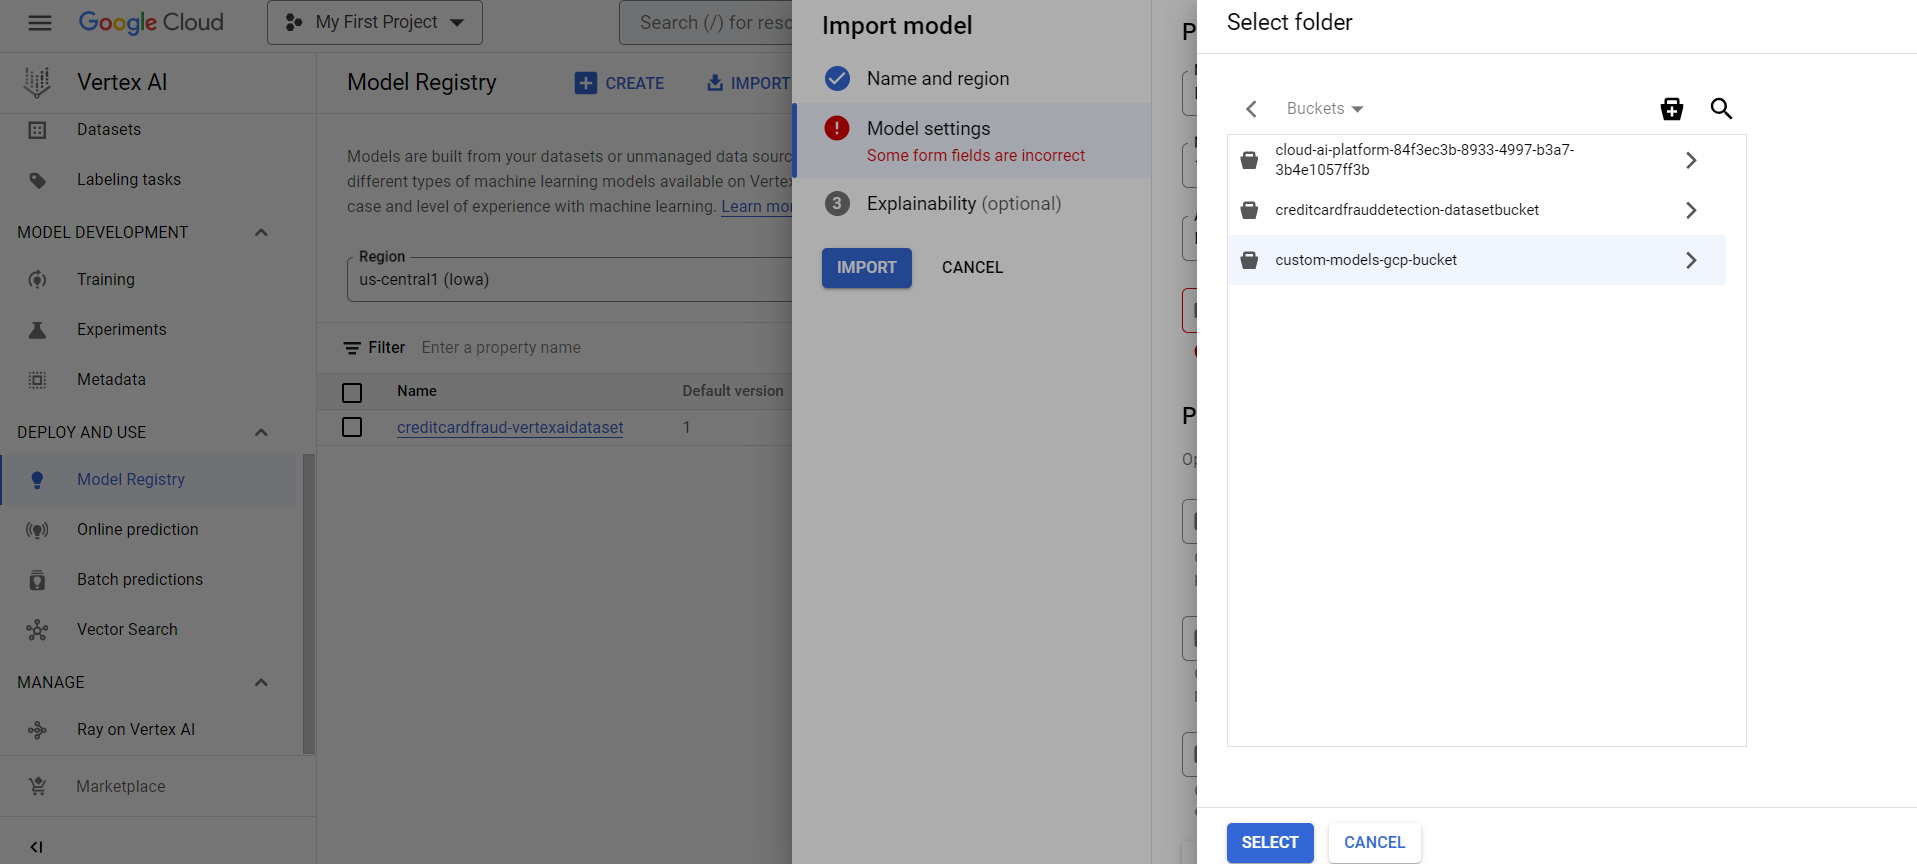 Google Cloud
My First Project
Search (/) for reso
Vertex AI
Datasets
Labeling tasks
MODEL DEVELOPMENT
Training
Experiments
Metadata
DEPLOY AND USE
Model Registry
Online prediction
Batch predictions
Vector Search
MANAGE
Ray on Vertex AI
Marketplace
Model Registry
CREATE
IMPORT
Models are built from your datasets or unmanaged data sourc
different types of machine learning models available on Vertex
case and level of experience with machine learning. Learn mor
Region
us-central1 (Iowa)
Filter Enter a property name
Name Default version
creditcardfraud-vertexaidataset 1
Import model
Name and region
Model settings
Some form fields are incorrect
3 Explainability (optional)
IMPORT CANCEL
Select folder
Buckets
cloud-ai-platform-84f3ec3b-8933-4997-b3a7-
3b4e1057ff3b
creditcardfrauddetection-datasetbucket
custom-models-gcp-bucket
SELECT CANCEL